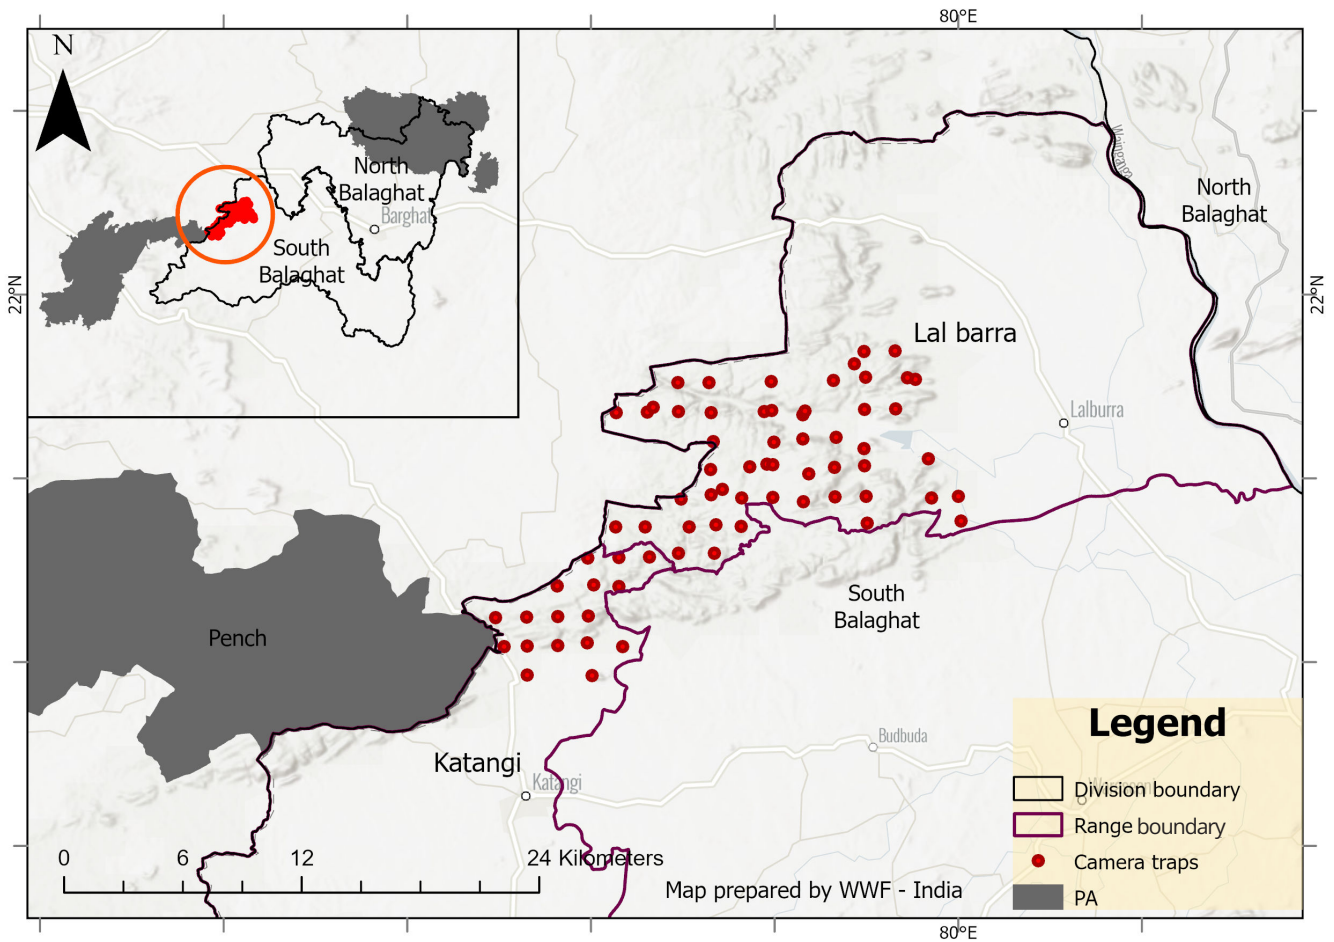 80°E
N
North
Balaghat
Barghat
South
Balaghat
22°N
22°N
Wainganga
North
Balaghat
Lal barra
Lalburra
South
Balaghat
Pench
Katangi
Katangi
Budbuda
Legend
Division boundary
Range boundary
Camera traps
PA
0 6 12 24 Kilometers
Map prepared by WWF - India
80°E